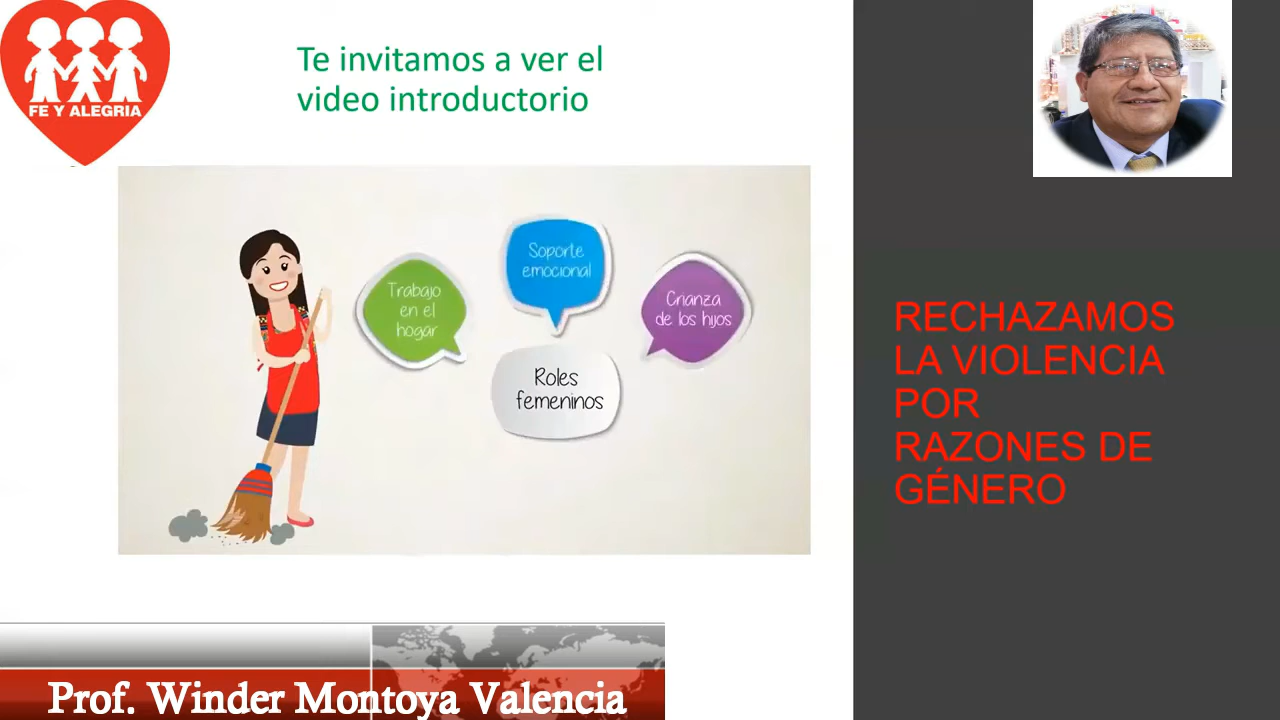 FE Y ALEGRIA
Te invitamos a ver el
video introductorio
Trabajo
en el
hogar
Soporte
emocional
Crianza
de los hijos
Roles
femeninos
RECHAZAMOS
LA VIOLENCIA
POR
RAZONES DE
GÉNERO
Prof. Winder Montoya Valencia